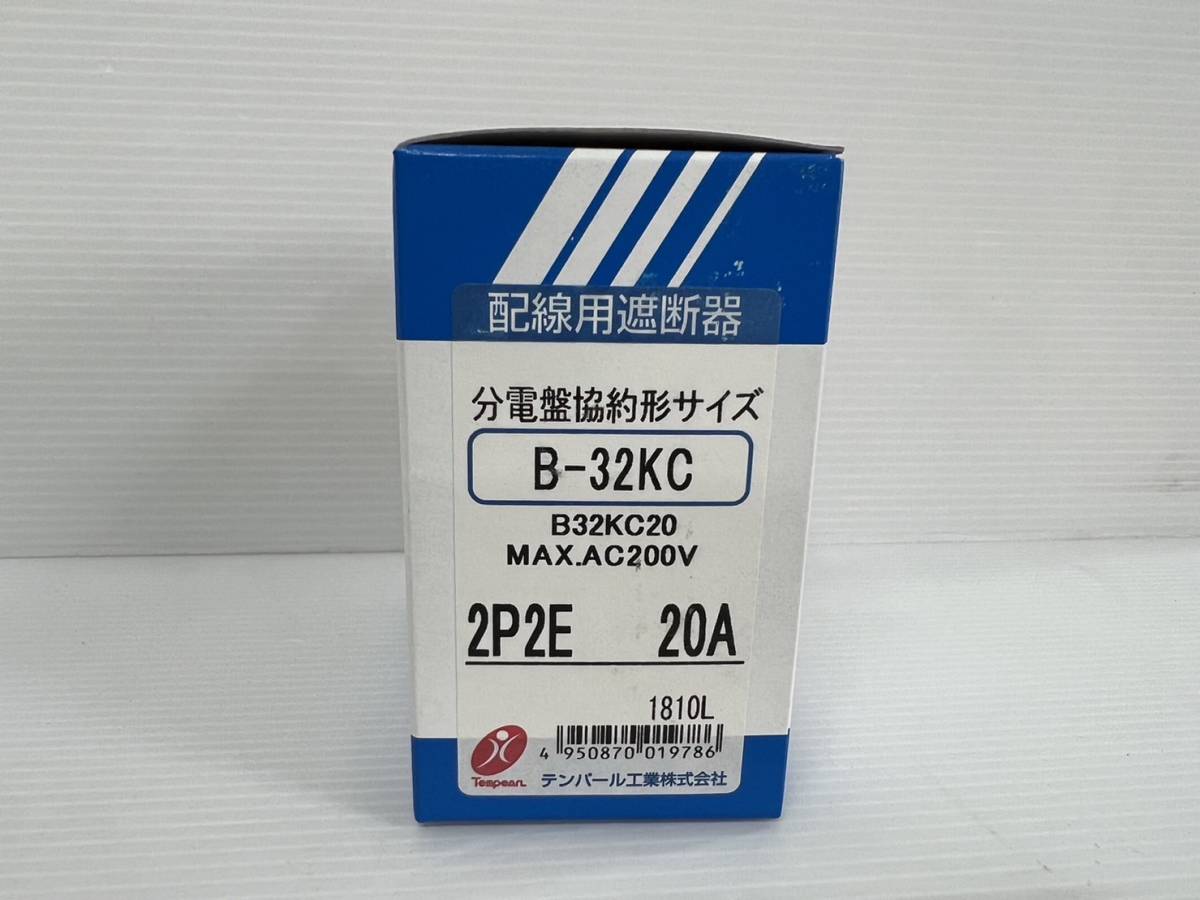 配線用遮断器
分電盤協約形サイズ
B-32KC
B32KC20
MAX.AC200V
2P2E 20A
1810L
4 950870 019786
Tempearl テンパール工業株式会社